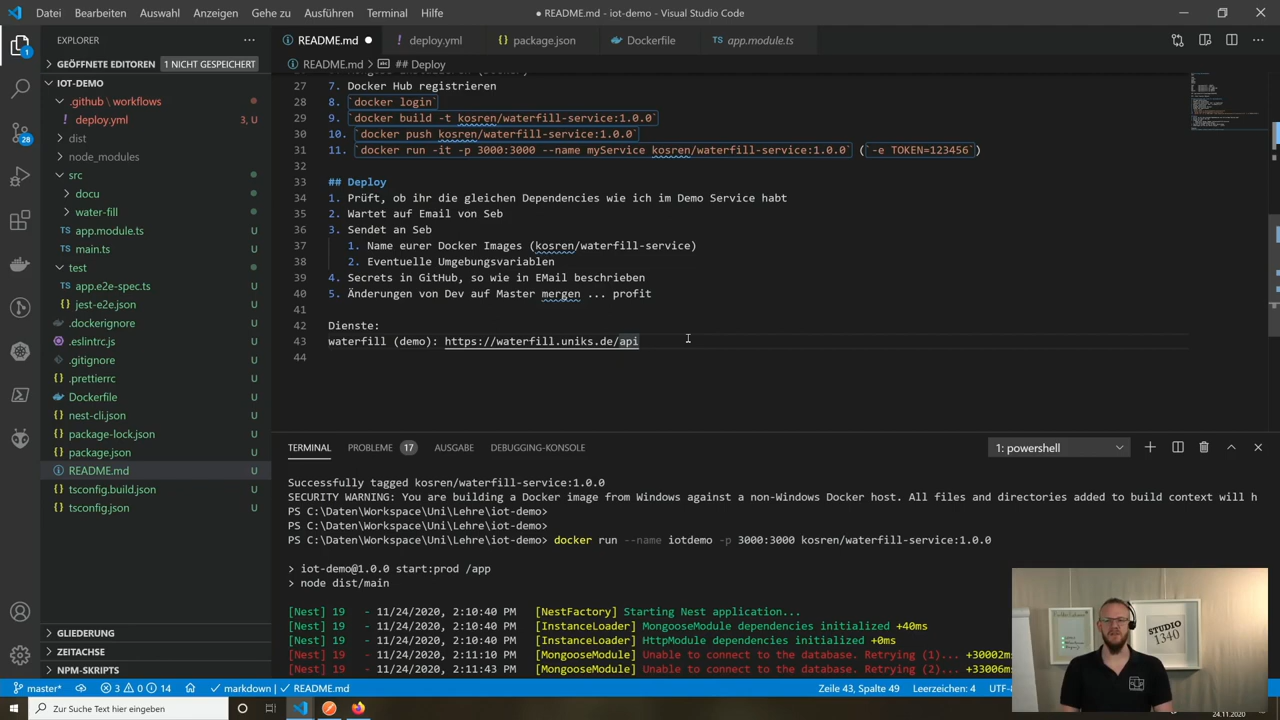 Datei Bearbeiten Auswahl Anzeigen Gehe zu Ausführen Terminal Hilfe
● README.md - iot-demo - Visual Studio Code
EXPLORER
README.md ● deploy.yml package.json Dockerfile app.module.ts
GEÖFFNETE EDITOREN 1 NICHT GESPEICHERT
README.md > ## Deploy
IOT-DEMO
.github \ workflows
deploy.yml 3, U
dist
node_modules
src
docu
water-fill
app.module.ts U
main.ts U
test
app.e2e-spec.ts U
jest-e2e.json U
.dockerignore U
.eslintrc.js U
.gitignore U
.prettierrc U
Dockerfile U
nest-cli.json U
package-lock.json U
package.json U
README.md U
tsconfig.build.json U
tsconfig.json U
GLIEDERUNG
ZEITACHSE
NPM-SKRIPTS
1
28
27 7. Docker Hub registrieren
28 8. `docker login`
29 9. `docker build -t kosren/waterfill-service:1.0.0`
30 10. `docker push kosren/waterfill-service:1.0.0`
31 11. `docker run -it -p 3000:3000 --name myService kosren/waterfill-service:1.0.0` (`-e TOKEN=123456`)
32
33 ## Deploy
34 1. Prüft, ob ihr die gleichen Dependencies wie ich im Demo Service habt
35 2. Wartet auf Email von Seb
36 3. Sendet an Seb
37 1. Name eurer Docker Images (kosren/waterfill-service)
38 2. Eventuelle Umgebungsvariablen
39 4. Secrets in GitHub, so wie in EMail beschrieben
40 5. Änderungen von Dev auf Master mergen ... profit
41
42 Dienste:
43 waterfill (demo): https://waterfill.uniks.de/api
44
TERMINAL PROBLEME 17 AUSGABE DEBUGGING-KONSOLE 1: powershell
Successfully tagged kosren/waterfill-service:1.0.0
SECURITY WARNING: You are building a Docker image from Windows against a non-Windows Docker host. All files and directories added to build context will h
PS C:\Daten\Workspace\Uni\Lehre\iot-demo>
PS C:\Daten\Workspace\Uni\Lehre\iot-demo>
PS C:\Daten\Workspace\Uni\Lehre\iot-demo> docker run --name iotdemo -p 3000:3000 kosren/waterfill-service:1.0.0
> iot-demo@1.0.0 start:prod /app
> node dist/main
[Nest] 19 - 11/24/2020, 2:10:40 PM [NestFactory] Starting Nest application...
[Nest] 19 - 11/24/2020, 2:10:40 PM [InstanceLoader] MongooseModule dependencies initialized +40ms
[Nest] 19 - 11/24/2020, 2:10:40 PM [InstanceLoader] HttpModule dependencies initialized +0ms
[Nest] 19 - 11/24/2020, 2:11:10 PM [MongooseModule] Unable to connect to the database. Retrying (1)... +30002ms
[Nest] 19 - 11/24/2020, 2:11:43 PM [MongooseModule] Unable to connect to the database. Retrying (2)... +33006ms
STUDIO
1340
master* 3 0 14 markdown README.md Zeile 43, Spalte 49 Leerzeichen: 4 UTF-8
Zur Suche Text hier eingeben
24.11.2020